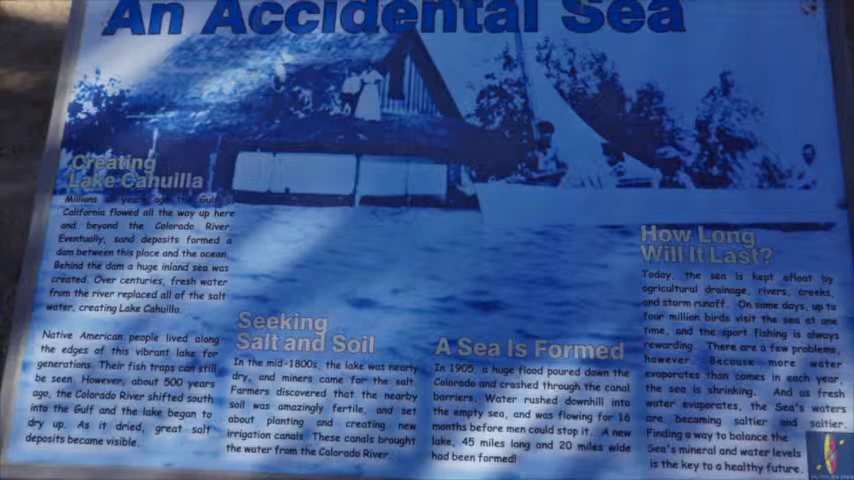 An Accidental Sea
Creating
Lake Cahuilla
Millions of years ago the Gulf of
California flowed all the way up here
and beyond the Colorado River.
Eventually, sand deposits formed a
dam between this place and the ocean.
Behind the dam a huge inland sea was
created. Over centuries, fresh water
from the river replaced all of the salt
water, creating Lake Cahuilla.
Native American people lived along
the edges of this vibrant lake for
generations. Their fish traps can still
be seen. However, about 500 years
ago, the Colorado River shifted south
into the Gulf and the lake began to
dry up. As it dried, great salt
deposits became visible.
Seeking
Salt and Soil
In the mid-1800s, the lake was nearly
dry, and miners came for the salt.
Farmers discovered that the nearby
soil was amazingly fertile, and set
about planting and creating new
irrigation canals. These canals brought
the water from the Colorado River.
A Sea Is Formed
In 1905, a huge flood poured down the
Colorado and crashed through the canal
barriers. Water rushed downhill into
the empty sea, and was flowing for 16
months before men could stop it. A new
lake, 45 miles long and 20 miles wide
had been formed!
How Long
Will It Last?
Today, the sea is kept afloat by
agricultural drainage, rivers, creeks,
and storm runoff. On some days, up to
four million birds visit the sea at one
time, and the sport fishing is always
rewarding. There are a few problems,
however. Because more water
evaporates than comes in each year,
the sea is shrinking. And as fresh
water evaporates, the Sea's waters
are becoming saltier and saltier.
Finding a way to balance the
Sea's mineral and water levels
is the key to a healthy future.